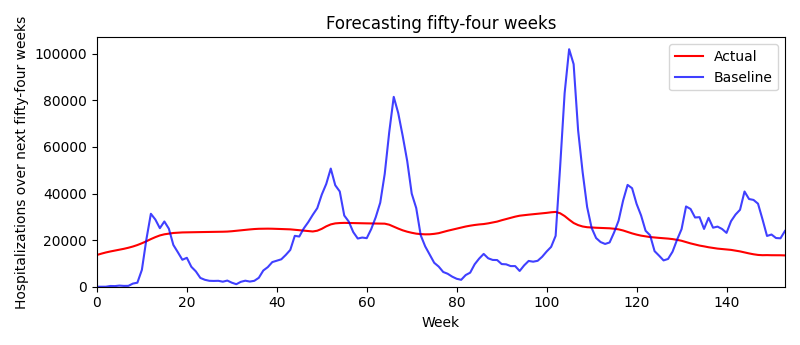 Forecasting fifty-four weeks
Hospitalizations over next fifty-four weeks
100000
80000
60000
40000
20000
0
Actual
Baseline
0 20 40 60 80 100 120 140
Week